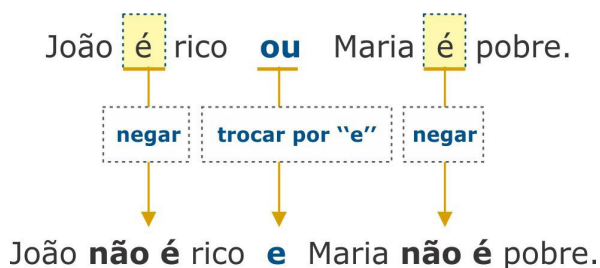 João é rico ou Maria é pobre.
negar trocar por “e” negar
João não é rico e Maria não é pobre.